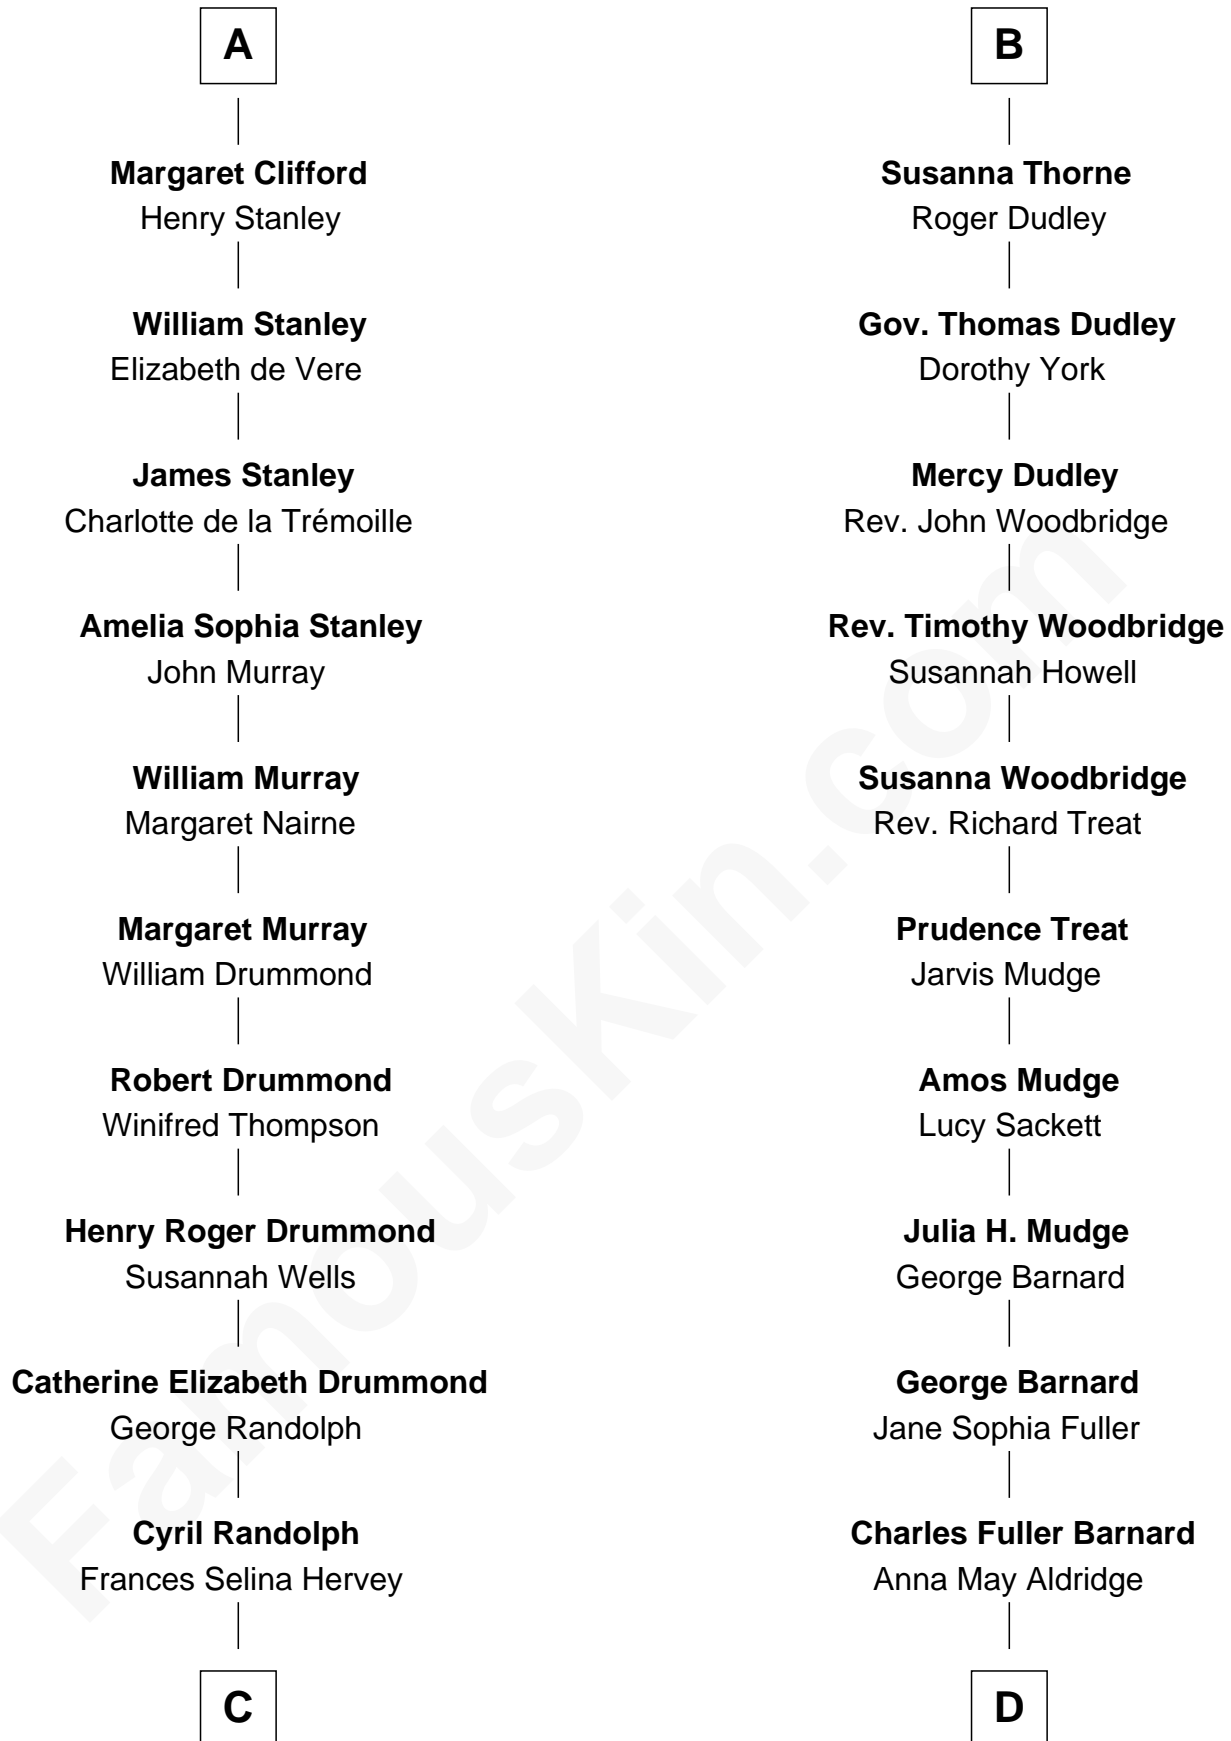 A
Margaret Clifford
Henry Stanley
William Stanley
Elizabeth de Vere
James Stanley
Charlotte de la Trémoille
Amelia Sophia Stanley
John Murray
William Murray
Margaret Nairne
Margaret Murray
William Drummond
Robert Drummond
Winifred Thompson
Henry Roger Drummond
Susannah Wells
Catherine Elizabeth Drummond
George Randolph
Cyril Randolph
Frances Selina Hervey
C
B
Susanna Thorne
Roger Dudley
Gov. Thomas Dudley
Dorothy York
Mercy Dudley
Rev. John Woodbridge
Rev. Timothy Woodbridge
Susannah Howell
Susanna Woodbridge
Rev. Richard Treat
Prudence Treat
Jarvis Mudge
Amos Mudge
Lucy Sackett
Julia H. Mudge
George Barnard
George Barnard
Jane Sophia Fuller
Charles Fuller Barnard
Anna May Aldridge
D
FamousKin.com